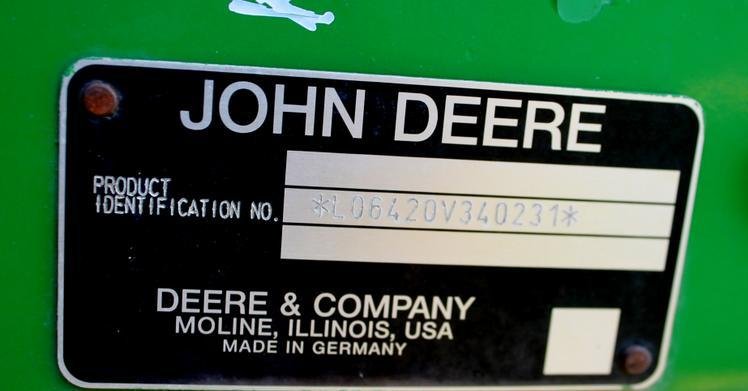 JOHN DEERE
PRODUCT
IDENTIFICATION NO.
*L06420V340231*
DEERE & COMPANY
MOLINE, ILLINOIS, USA
MADE IN GERMANY